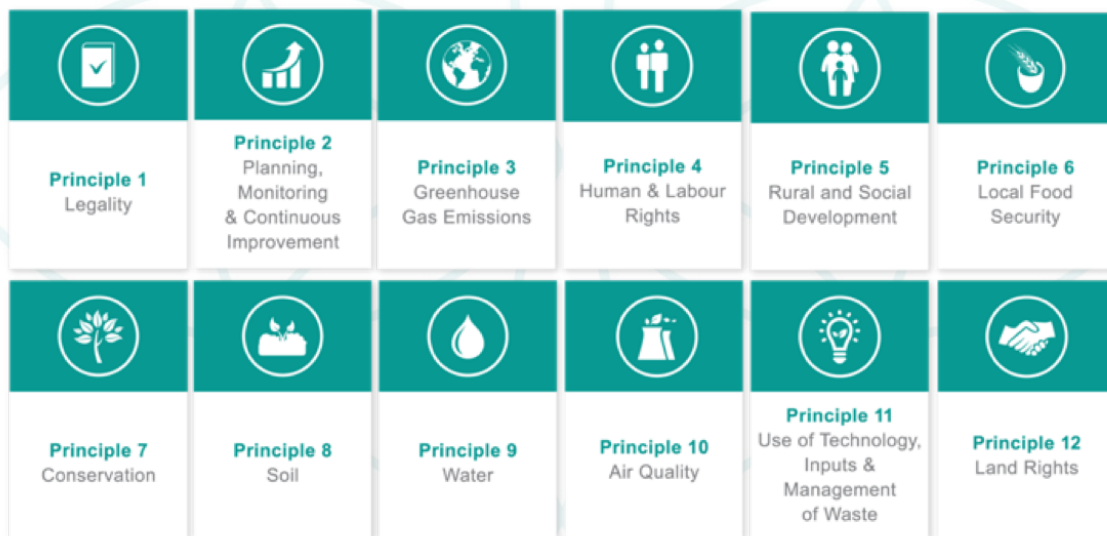 Principle 1
Legality
Principle 2
Planning,
Monitoring
& Continuous
Improvement
Principle 3
Greenhouse
Gas Emissions
Principle 4
Human & Labour
Rights
Principle 5
Rural and Social
Development
Principle 6
Local Food
Security
Principle 7
Conservation
Principle 8
Soil
Principle 9
Water
Principle 10
Air Quality
Principle 11
Use of Technology,
Inputs &
Management
of Waste
Principle 12
Land Rights